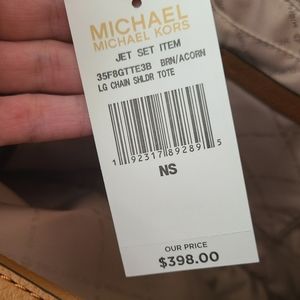 MICHAEL
MICHAEL KORS
JET SET ITEM
35F8GTTE3B BRN/ACORN
LG CHAIN SHLDR TOTE
1 92317 89289 5
NS
OUR PRICE
$398.00